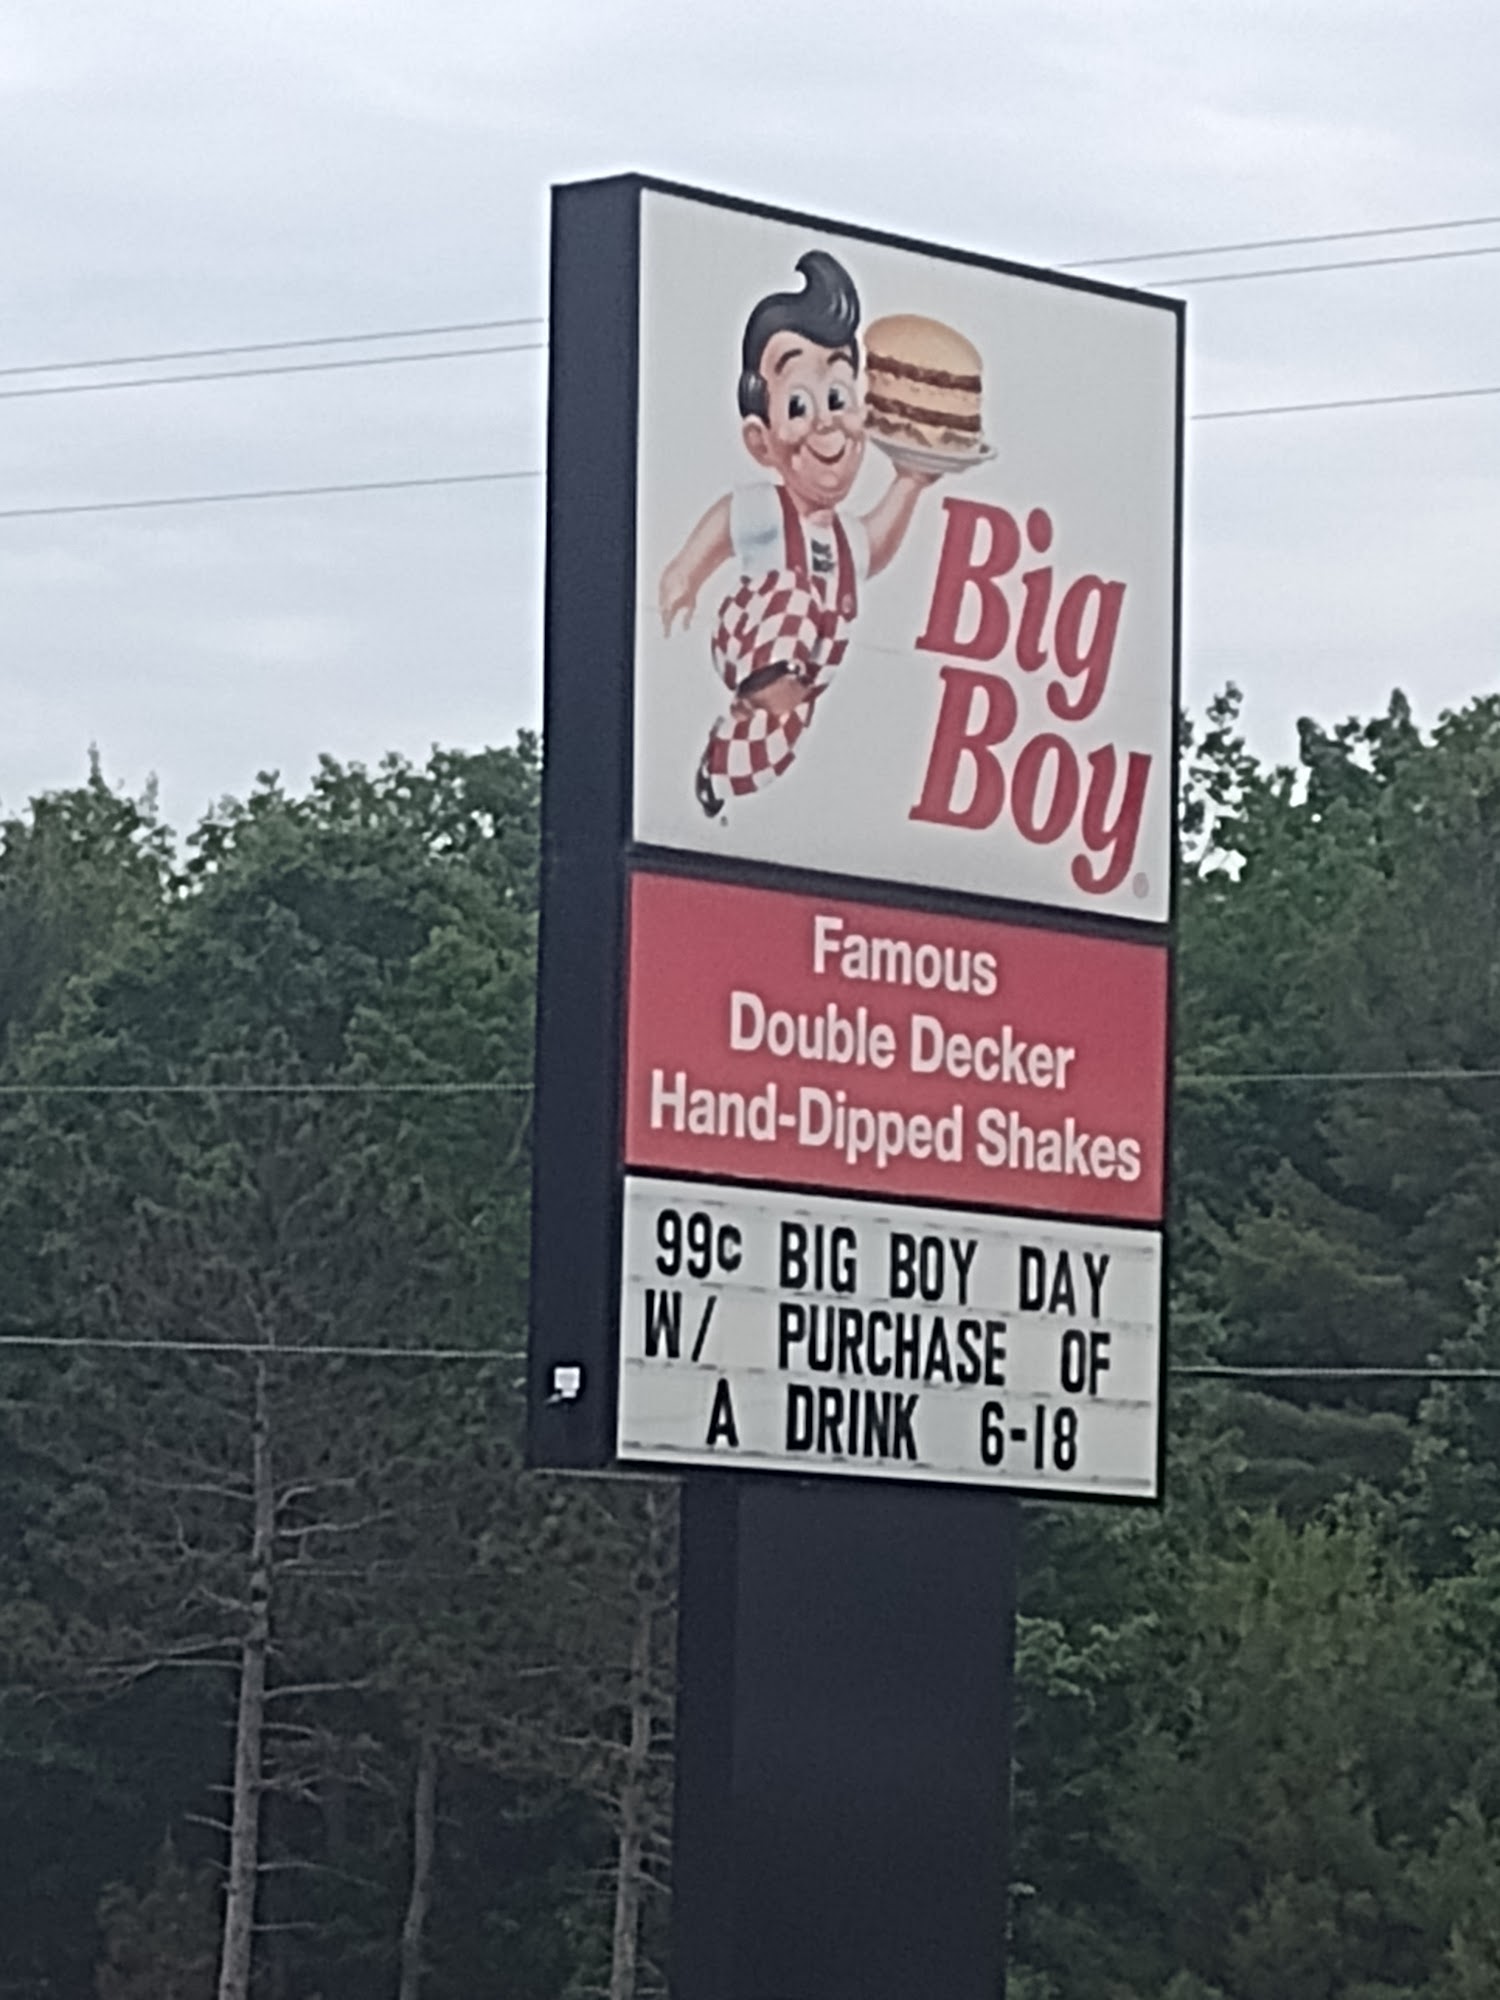 Big
Boy
Famous
Double Decker
Hand-Dipped Shakes
99¢ BIG BOY DAY
W/ PURCHASE OF
A DRINK 6-18